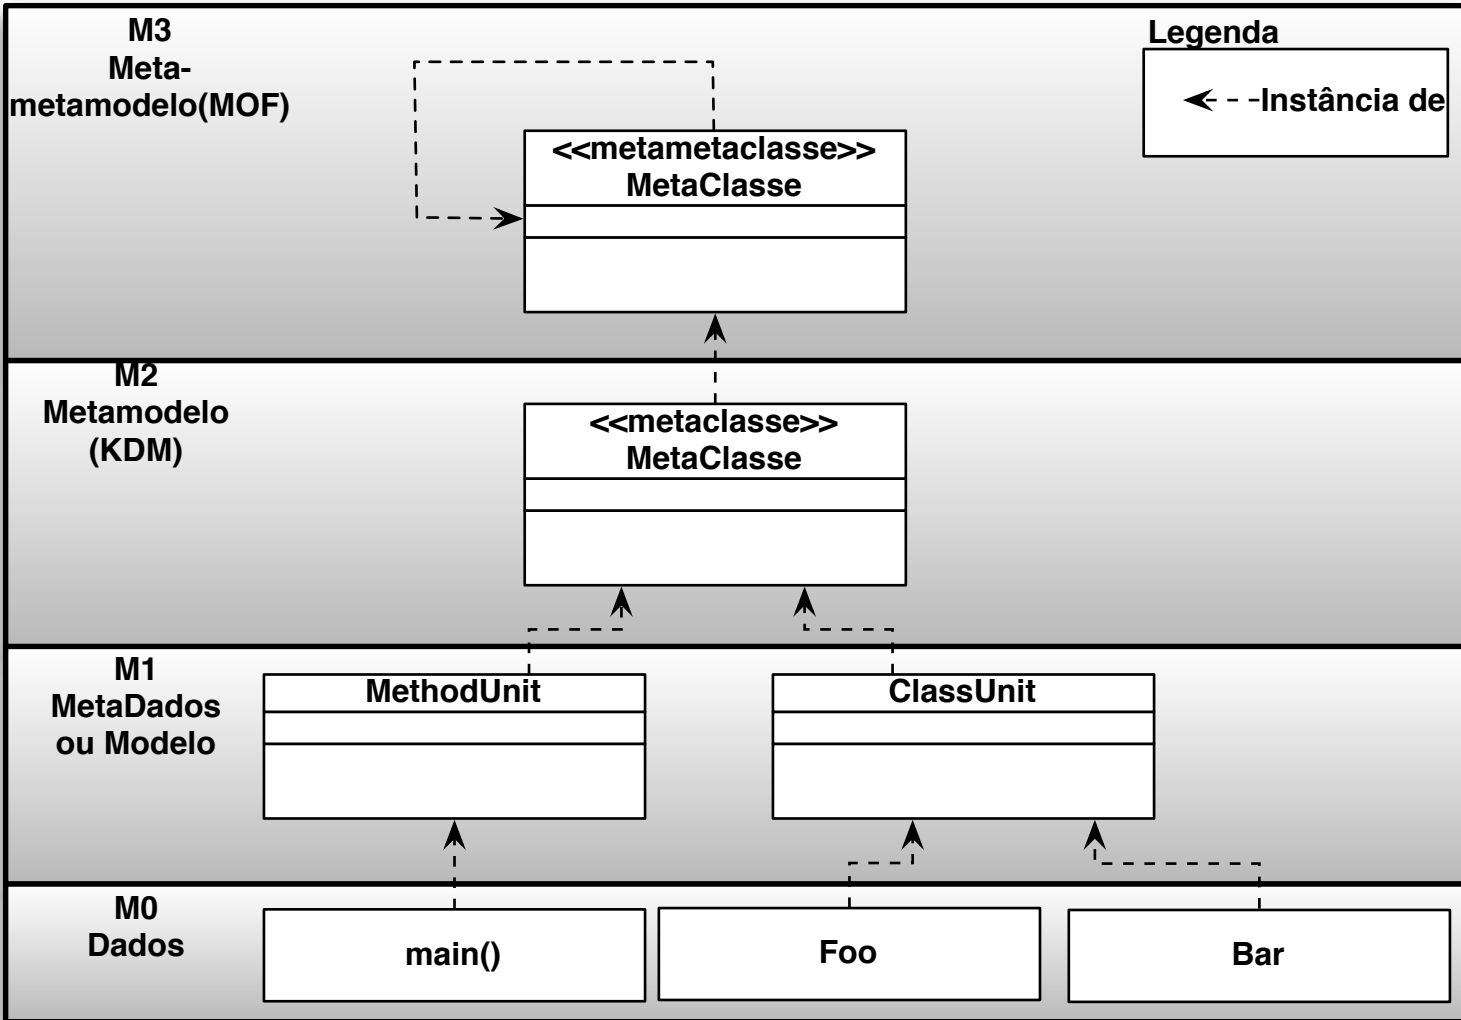 M3
Meta-
metamodelo(MOF)
Legenda
Instância de
<<metametaclasse>>
MetaClasse
M2
Metamodelo
(KDM)
<<metaclasse>>
MetaClasse
M1
MetaDados
ou Modelo
MethodUnit
ClassUnit
M0
Dados
main()
Foo
Bar